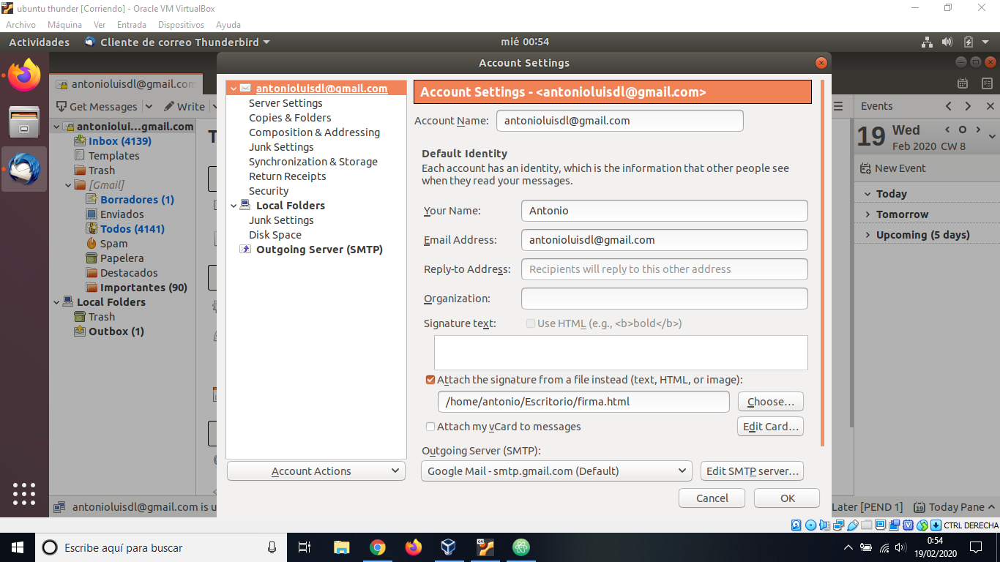 ubuntu thunder [Corriendo] - Oracle VM VirtualBox
Archivo Máquina Ver Entrada Dispositivos Ayuda
Actividades Cliente de correo Thunderbird mié 00:54
Account Settings
antonioluisdl@gmail.com
Get Messages Write
antoniolui...gmail.com
Inbox (4139)
Templates
Trash
[Gmail]
Borradores (1)
Enviados
Todos (4141)
Spam
Papelera
Destacados
Importantes (90)
Local Folders
Trash
Outbox (1)
antonioluisdl@gmail.com
Server Settings
Copies & Folders
Composition & Addressing
Junk Settings
Synchronization & Storage
Return Receipts
Security
Local Folders
Junk Settings
Disk Space
Outgoing Server (SMTP)
Account Actions
Account Settings - <antonioluisdl@gmail.com>
Account Name: antonioluisdl@gmail.com
Default Identity
Each account has an identity, which is the information that other people see
when they read your messages.
Your Name: Antonio
Email Address: antonioluisdl@gmail.com
Reply-to Address: Recipients will reply to this other address
Organization:
Signature text: Use HTML (e.g., <b>bold</b>)
Attach the signature from a file instead (text, HTML, or image):
/home/antonio/Escritorio/firma.html Choose...
Attach my vCard to messages Edit Card...
Outgoing Server (SMTP):
Google Mail - smtp.gmail.com (Default) Edit SMTP server...
Cancel OK
Events
19 Wed
Feb 2020 CW 8
New Event
Today
Tomorrow
Upcoming (5 days)
antonioluisdl@gmail.com is u
Later [PEND 1] 19 Today Pane
CTRL DERECHA
Escribe aquí para buscar
0:54
19/02/2020